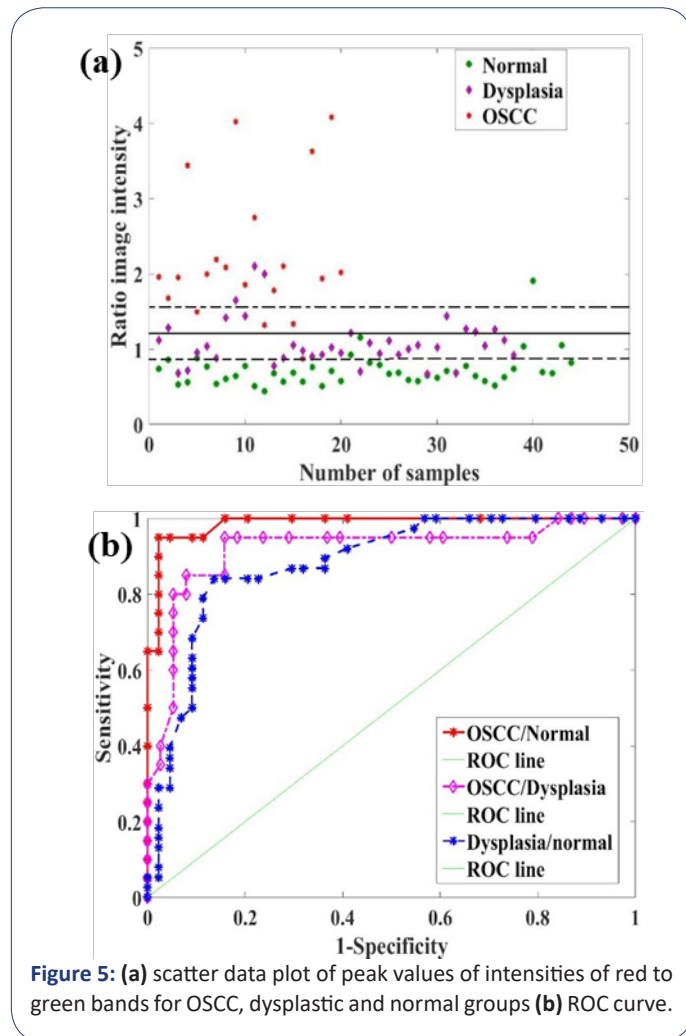 (a)
5
4
3
2
1
0
Ratio image intensity
Normal
Dysplasia
OSCC
0 10 20 30 40 50
Number of samples
(b)
1
0.8
0.6
0.4
0.2
0
Sensitivity
OSCC/Normal
ROC line
OSCC/Dysplasia
ROC line
Dysplasia/normal
ROC line
0 0.2 0.4 0.6 0.8 1
1-Specificity
Figure 5: (a) scatter data plot of peak values of intensities of red to
green bands for OSCC, dysplastic and normal groups (b) ROC curve.